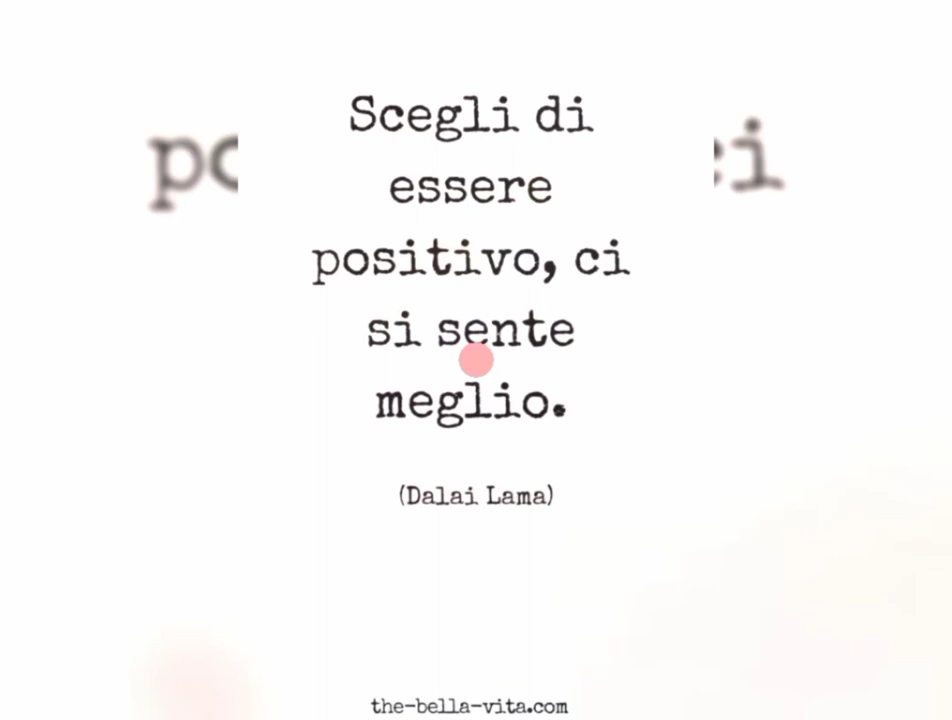 Scegli di
essere
positivo, ci
si sente
meglio.
(Dalai Lama)
the-bella-vita.com